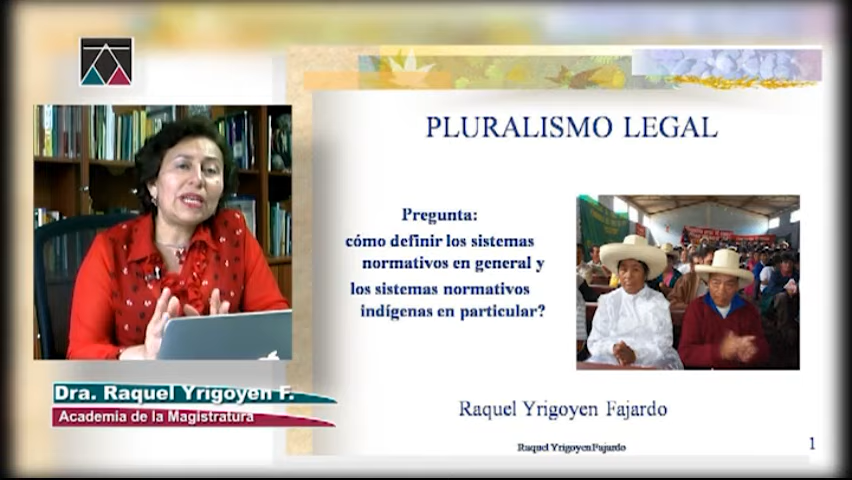 PLURALISMO LEGAL
Pregunta:
cómo definir los sistemas
normativos en general y
los sistemas normativos
indígenas en particular?
Raquel Yrigoyen Fajardo
Raquel Yrigoyen Fajardo
1
Dra. Raquel Yrigoyen F.
Academia de la Magistratura